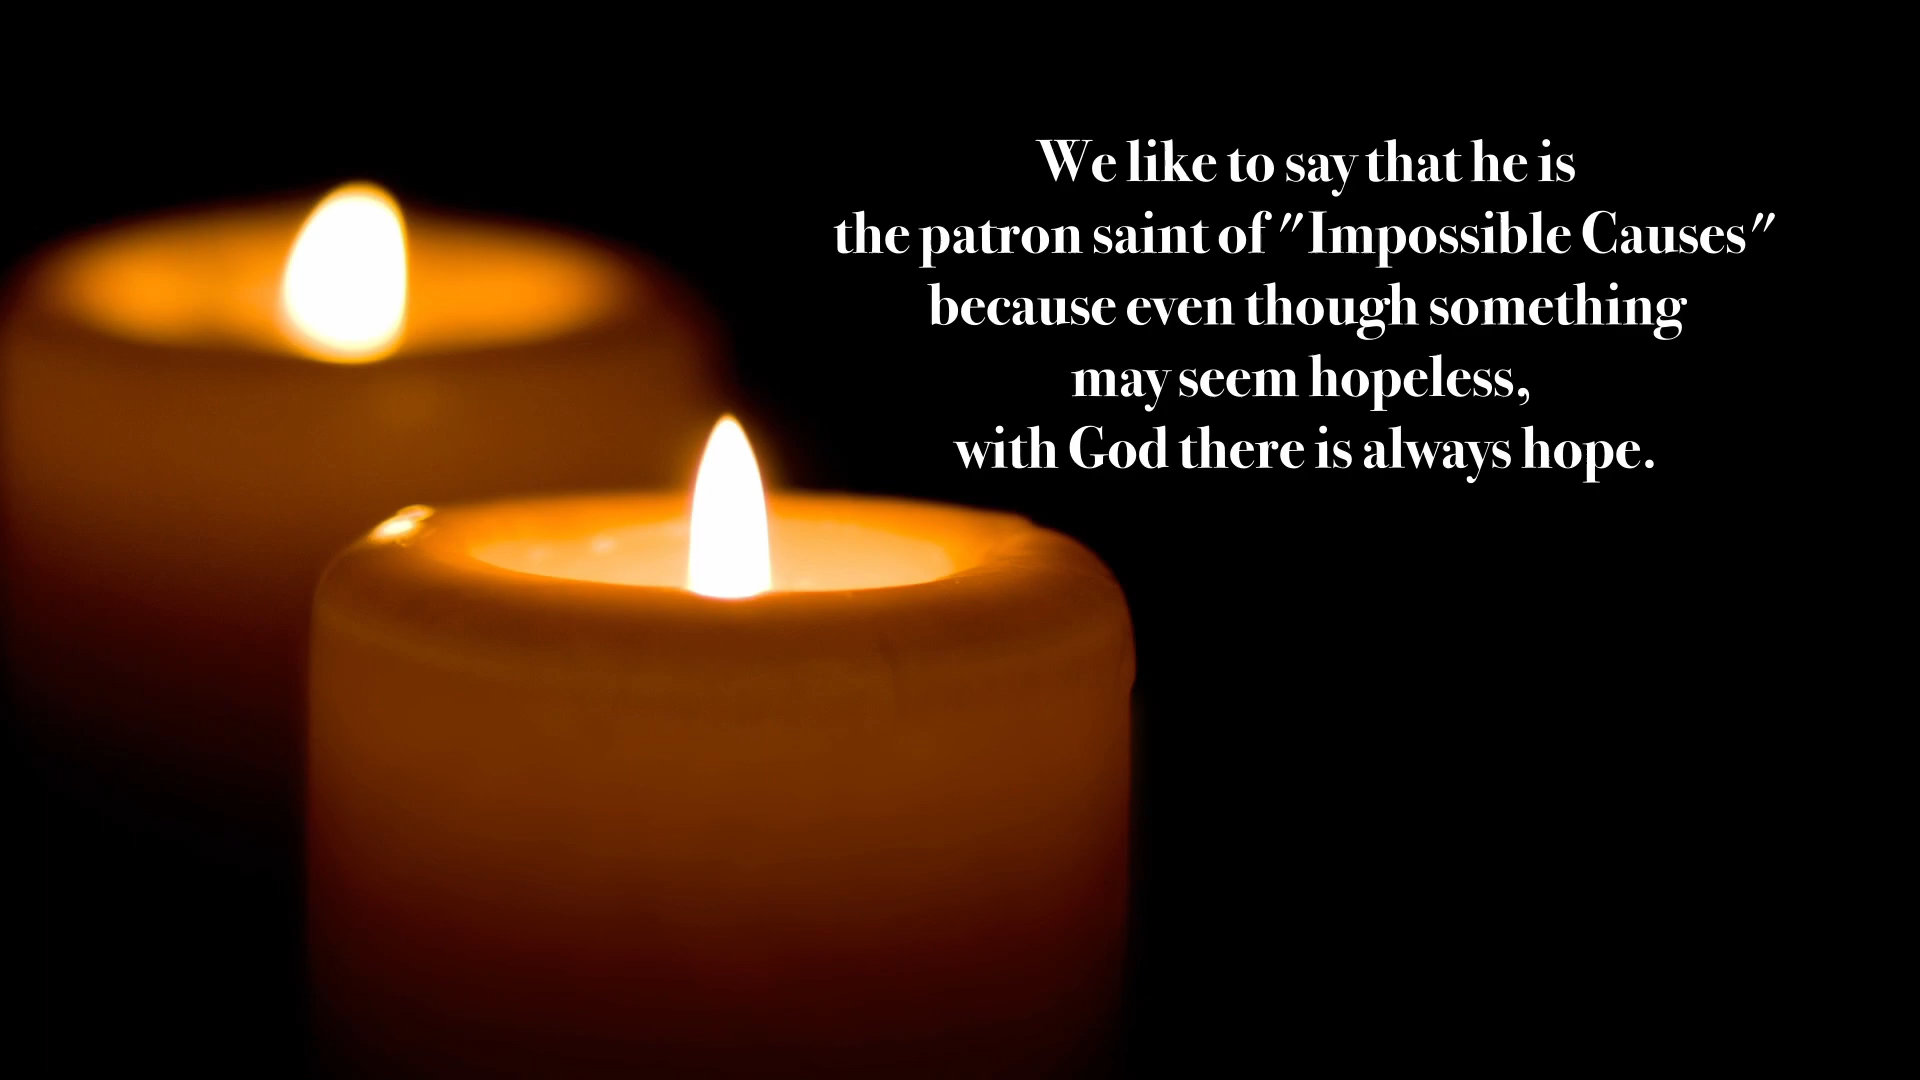 We like to say that he is
the patron saint of "Impossible Causes"
because even though something
may seem hopeless,
with God there is always hope.